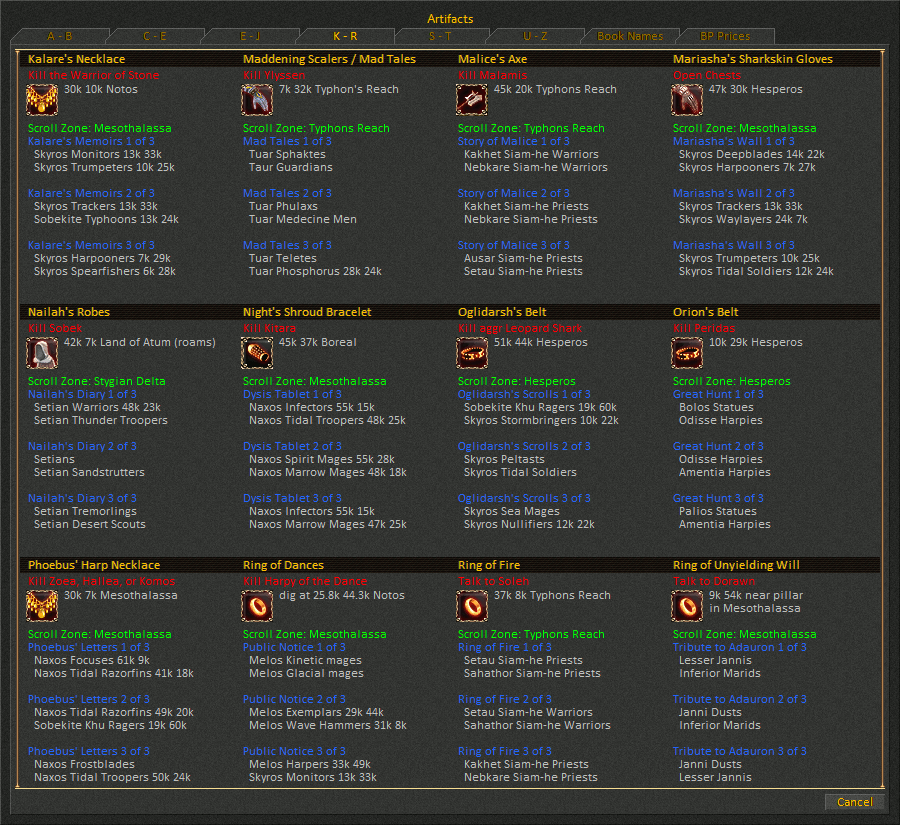 Artifacts
A - B
C - E
E - J
K - R
S - T
U - Z
Book Names
BP Prices
Kalare's Necklace
Kill the Warrior of Stone
30k 10k Notos
Scroll Zone: Mesothalassa
Kalare's Memoirs 1 of 3
Skyros Monitors 13k 33k
Skyros Trumpeters 10k 25k
Kalare's Memoirs 2 of 3
Skyros Trackers 13k 33k
Sobekite Typhoons 13k 24k
Kalare's Memoirs 3 of 3
Skyros Harpooners 7k 29k
Skyros Spearfishers 6k 28k
Maddening Scalers / Mad Tales
Kill Ylyssen
7k 32k Typhon's Reach
Scroll Zone: Typhons Reach
Mad Tales 1 of 3
Tuar Sphaktes
Taur Guardians
Mad Tales 2 of 3
Tuar Phulaxs
Tuar Medecine Men
Mad Tales 3 of 3
Tuar Teletes
Tuar Phosphorus 28k 24k
Malice's Axe
Kill Malamis
45k 20k Typhons Reach
Scroll Zone: Typhons Reach
Story of Malice 1 of 3
Kakhet Siam-he Warriors
Nebkare Siam-he Warriors
Story of Malice 2 of 3
Kakhet Siam-he Priests
Nebkare Siam-he Priests
Story of Malice 3 of 3
Ausar Siam-he Priests
Setau Siam-he Priests
Mariasha's Sharkskin Gloves
Open Chests
47k 30k Hesperos
Scroll Zone: Mesothalassa
Mariasha's Wall 1 of 3
Skyros Deepblades 14k 22k
Skyros Harpooners 7k 27k
Mariasha's Wall 2 of 3
Skyros Trackers 13k 33k
Skyros Waylayers 24k 7k
Mariasha's Wall 3 of 3
Skyros Trumpeters 10k 25k
Skyros Tidal Soldiers 12k 24k
Nailah's Robes
Kill Sobek
42k 7k Land of Atum (roams)
Scroll Zone: Stygian Delta
Nailah's Diary 1 of 3
Setian Warriors 48k 23k
Setian Thunder Troopers
Nailah's Diary 2 of 3
Setians
Setian Sandstrutters
Nailah's Diary 3 of 3
Setian Tremorlings
Setian Desert Scouts
Night's Shroud Bracelet
Kill Kitara
45k 37k Boreal
Scroll Zone: Mesothalassa
Dysis Tablet 1 of 3
Naxos Infectors 55k 15k
Naxos Tidal Troopers 48k 25k
Dysis Tablet 2 of 3
Naxos Spirit Mages 55k 28k
Naxos Marrow Mages 48k 18k
Dysis Tablet 3 of 3
Naxos Infectors 55k 15k
Naxos Marrow Mages 47k 25k
Oglidarsh's Belt
Kill aggr Leopard Shark
51k 44k Hesperos
Scroll Zone: Hesperos
Oglidarsh's Scrolls 1 of 3
Sobekite Khu Ragers 19k 60k
Skyros Stormbringers 10k 22k
Oglidarsh's Scrolls 2 of 3
Skyros Peltasts
Skyros Tidal Soldiers
Oglidarsh's Scrolls 3 of 3
Skyros Sea Mages
Skyros Nullifiers 12k 22k
Orion's Belt
Kill Peridas
10k 29k Hesperos
Scroll Zone: Hesperos
Great Hunt 1 of 3
Bolos Statues
Odisse Harpies
Great Hunt 2 of 3
Odisse Harpies
Amentia Harpies
Great Hunt 3 of 3
Palios Statues
Amentia Harpies
Phoebus' Harp Necklace
Kill Zoea, Hailea, or Komos
30k 7k Mesothalassa
Scroll Zone: Mesothalassa
Phoebus' Letters 1 of 3
Naxos Focuses 61k 9k
Naxos Tidal Razorfins 41k 18k
Phoebus' Letters 2 of 3
Naxos Tidal Razorfins 49k 20k
Sobekite Khu Ragers 19k 60k
Phoebus' Letters 3 of 3
Naxos Frostblades
Naxos Tidal Troopers 50k 24k
Ring of Dances
Kill Harpy of the Dance
dig at 25.8k 44.3k Notos
Scroll Zone: Mesothalassa
Public Notice 1 of 3
Melos Kinetic mages
Melos Glacial mages
Public Notice 2 of 3
Melos Exemplars 29k 44k
Melos Wave Hammers 31k 8k
Public Notice 3 of 3
Melos Harpers 33k 49k
Skyros Monitors 13k 33k
Ring of Fire
Talk to Soleh
37k 8k Typhons Reach
Scroll Zone: Typhons Reach
Ring of Fire 1 of 3
Setau Siam-he Priests
Sahathor Siam-he Priests
Ring of Fire 2 of 3
Setau Siam-he Warriors
Sahathor Siam-he Warriors
Ring of Fire 3 of 3
Kakhet Siam-he Priests
Nebkare Siam-he Priests
Ring of Unyielding Will
Talk to Dorawn
9k 54k near pillar
in Mesothalassa
Scroll Zone: Mesothalassa
Tribute to Adauron 1 of 3
Lesser Jannis
Inferior Marids
Tribute to Adauron 2 of 3
Janni Dusts
Inferior Marids
Tribute to Adauron 3 of 3
Janni Dusts
Lesser Jannis
Cancel